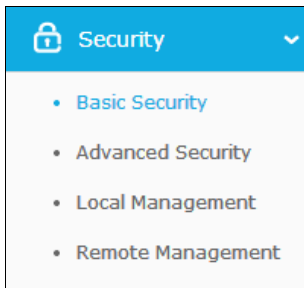 Security
Basic Security
Advanced Security
Local Management
Remote Management